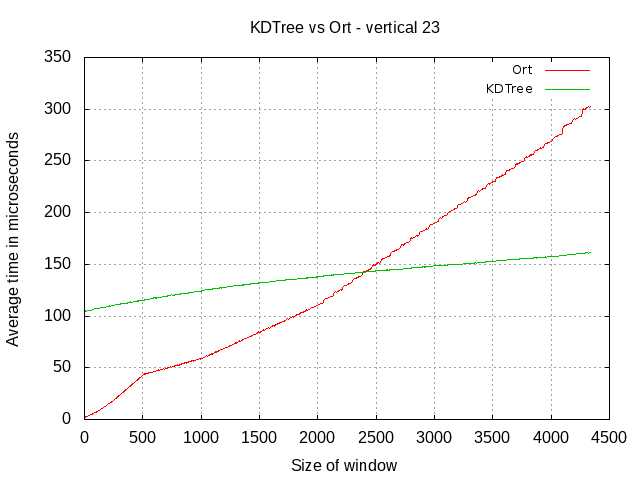 KDTree vs Ort - vertical 23
Ort
KDTree
350
300
250
200
150
100
50
0
Average time in microseconds
0 500 1000 1500 2000 2500 3000 3500 4000 4500
Size of window